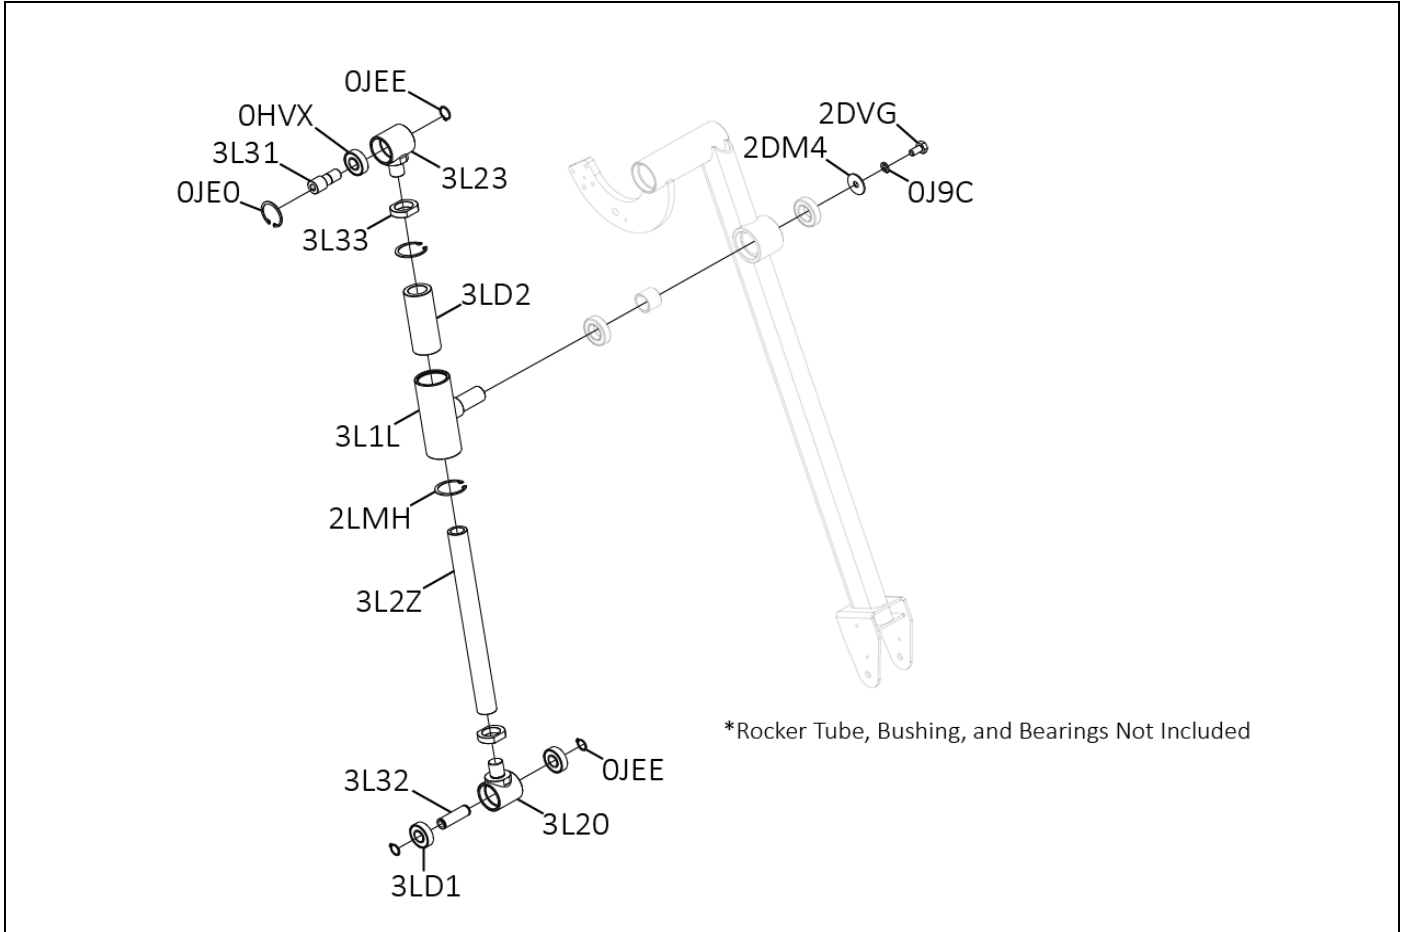 0JEE
0HVX
2DVG
3L31
2DM4
3L23
0JE0
0J9C
3L33
3LD2
3L1L
2LMH
3L2Z
*Rocker Tube, Bushing, and Bearings Not Included
0JEE
3L32
3L20
3LD1